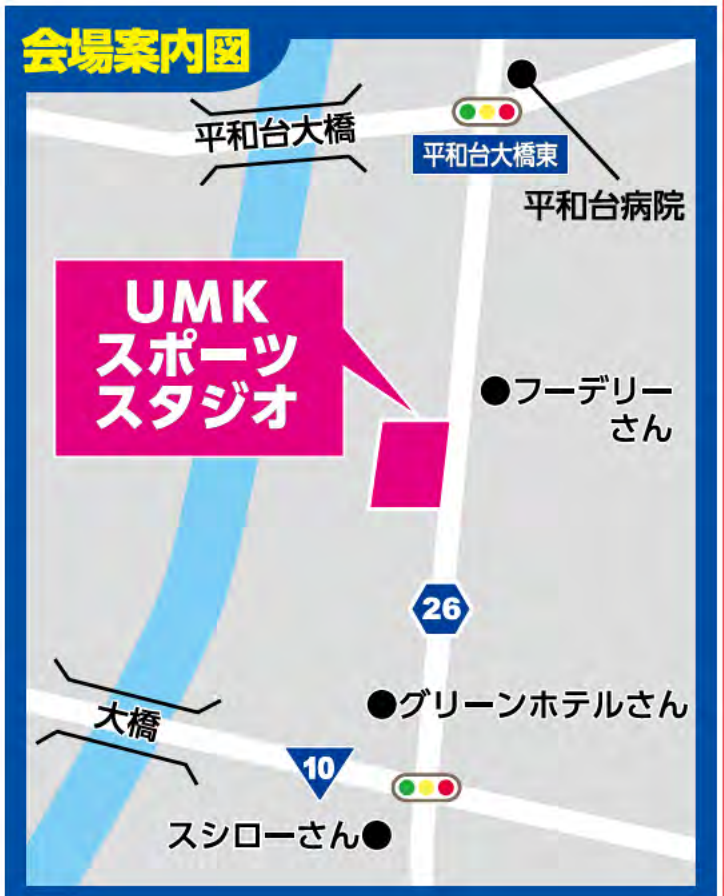 会場案内図
平和台大橋
平和台大橋東
平和台病院
UMK
スポーツ
スタジオ
フーデリー
さん
26
グリーンホテルさん
大橋
10
スシローさん